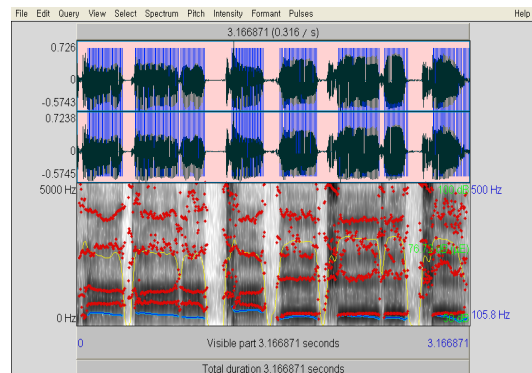 File Edit Query View Select Spectrum Pitch Intensity Formant Pulses Help
3.166871 (0.316 / s)
0.726
0
-0.5743
0.7238
0
-0.5745
5000 Hz
500 Hz
0 Hz
105.8 Hz
0 Visible part 3.166871 seconds 3.166871
Total duration 3.166871 seconds